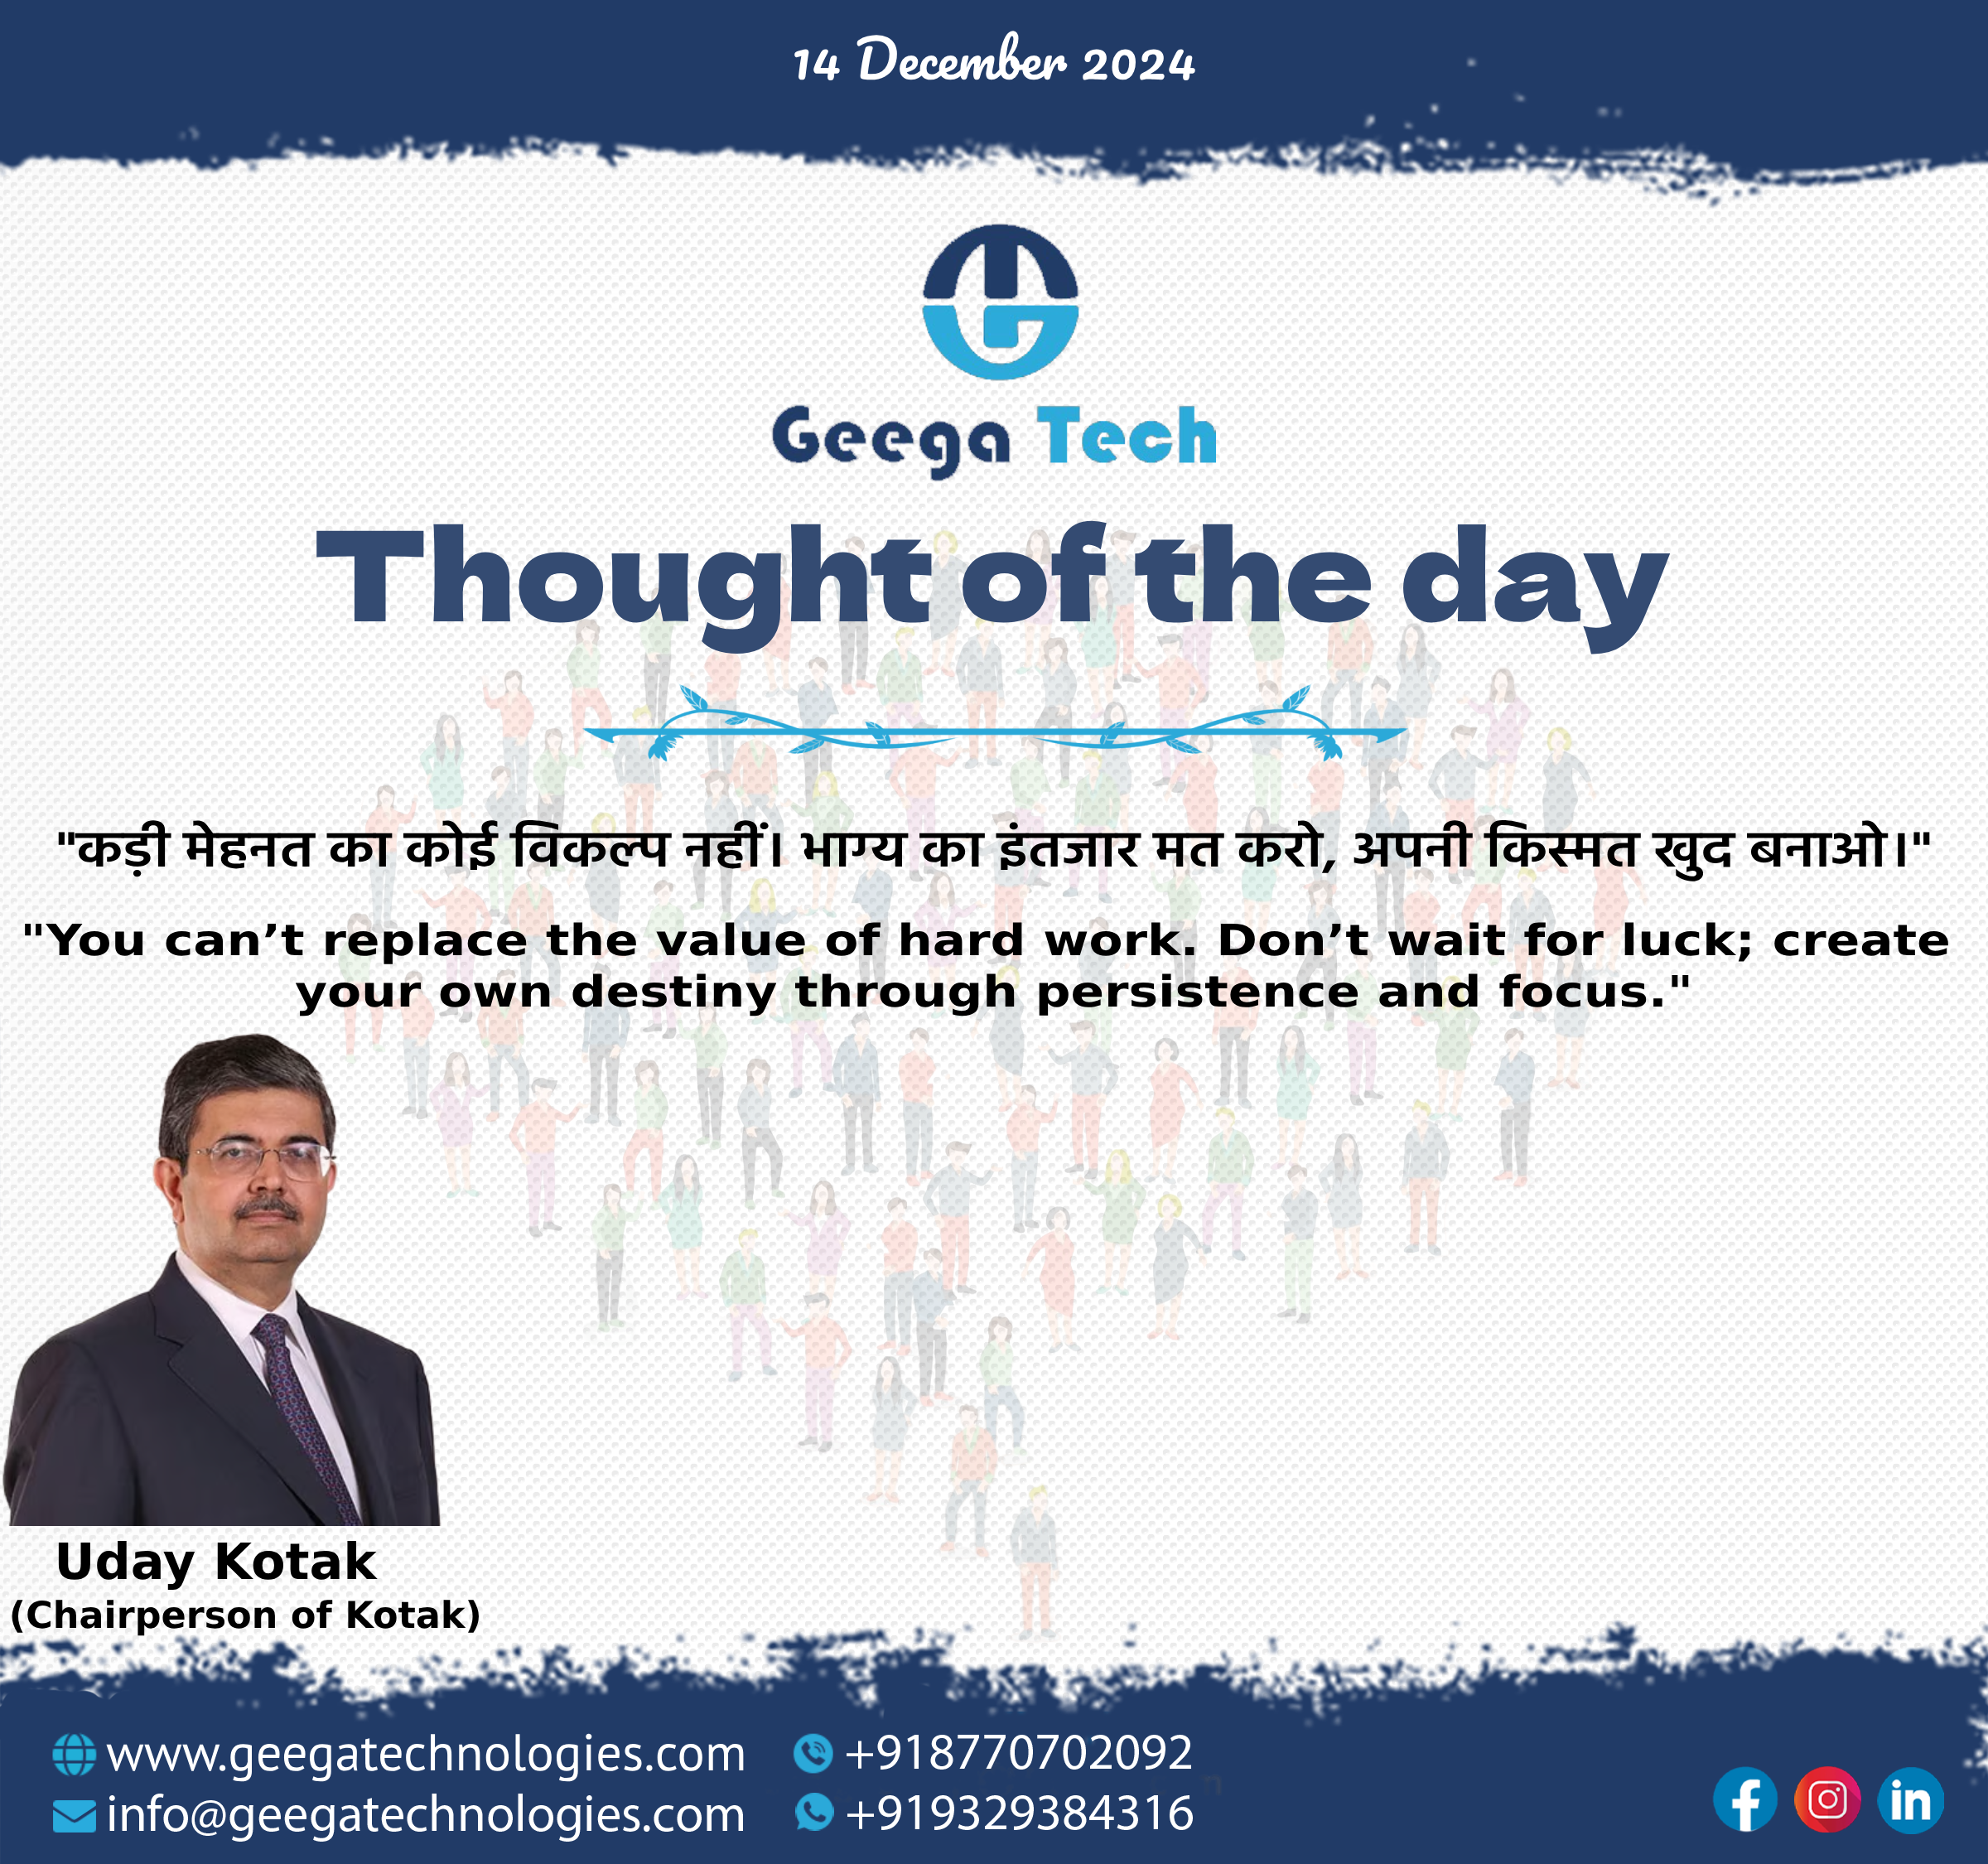 14 December 2024
Geega Tech
Thought of the day
"कड़ी मेहनत का कोई विकल्प नहीं। भाग्य का इंतजार मत करो, अपनी किस्मत खुद बनाओ।"
"You can’t replace the value of hard work. Don’t wait for luck; create
your own destiny through persistence and focus."
Uday Kotak
(Chairperson of Kotak)
www.geegatechnologies.com
+918770702092
info@geegatechnologies.com
+919329384316